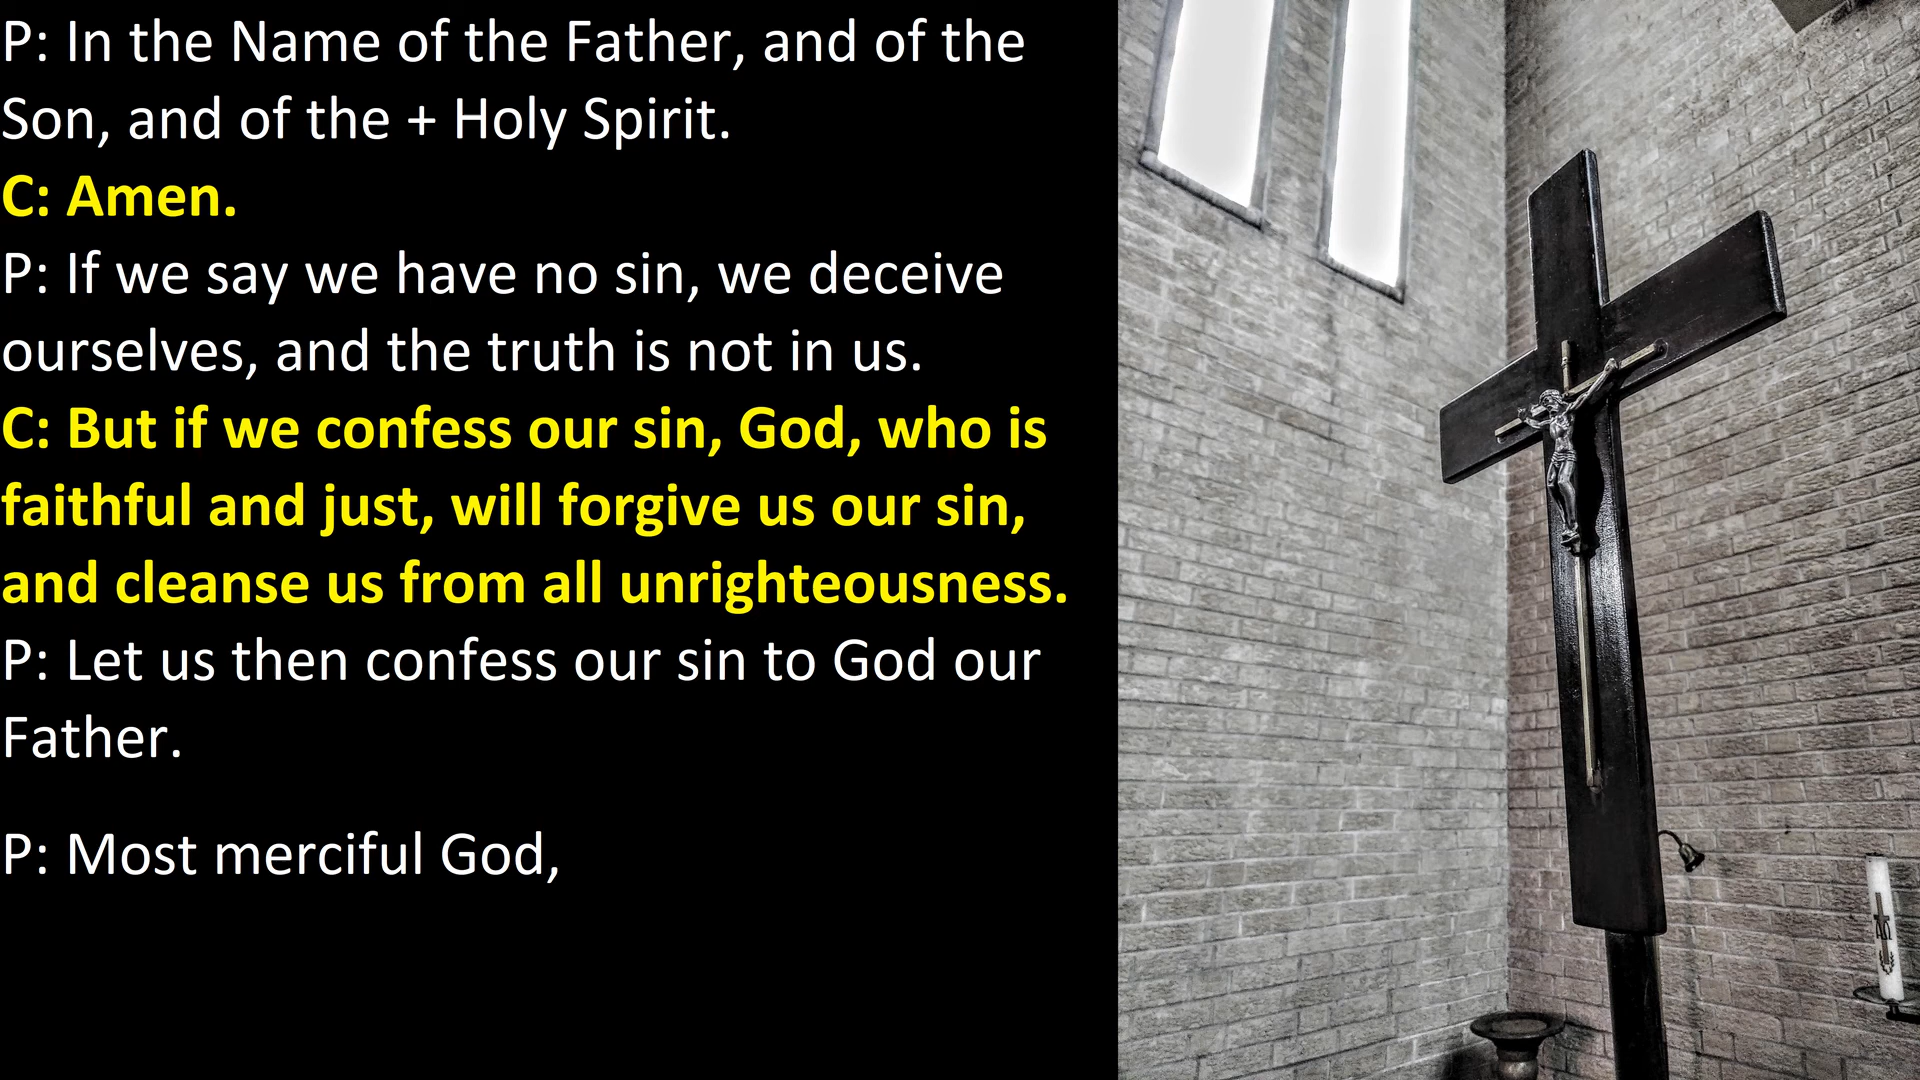 P: In the Name of the Father, and of the
Son, and of the + Holy Spirit.
C: Amen.
P: If we say we have no sin, we deceive
ourselves, and the truth is not in us.
C: But if we confess our sin, God, who is
faithful and just, will forgive us our sin,
and cleanse us from all unrighteousness.
P: Let us then confess our sin to God our
Father.
P: Most merciful God,